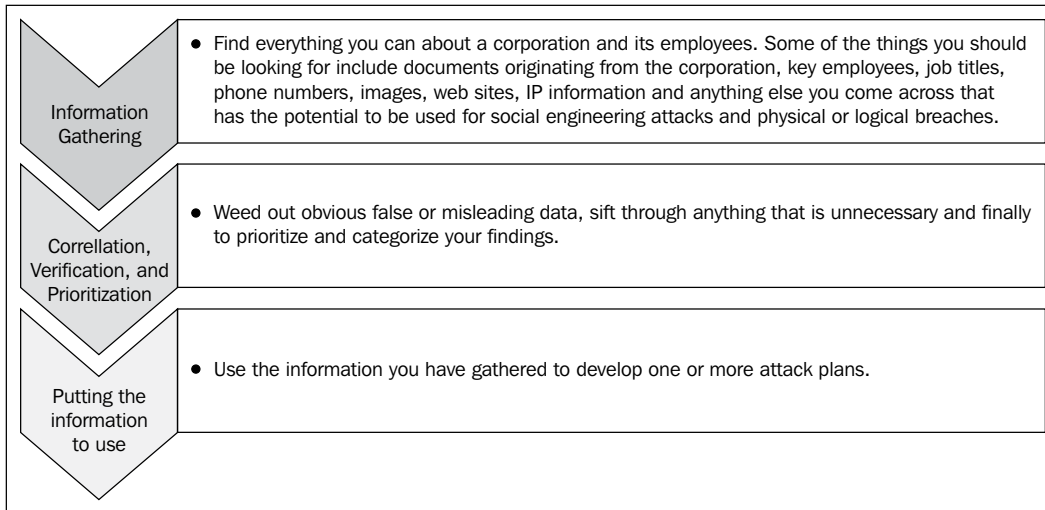 Information
Gathering
● Find everything you can about a corporation and its employees. Some of the things you should
be looking for include documents originating from the corporation, key employees, job titles,
phone numbers, images, web sites, IP information and anything else you come across that
has the potential to be used for social engineering attacks and physical or logical breaches.
Correllation,
Verification, and
Prioritization
● Weed out obvious false or misleading data, sift through anything that is unnecessary and finally
to prioritize and categorize your findings.
Putting the
information
to use
● Use the information you have gathered to develop one or more attack plans.